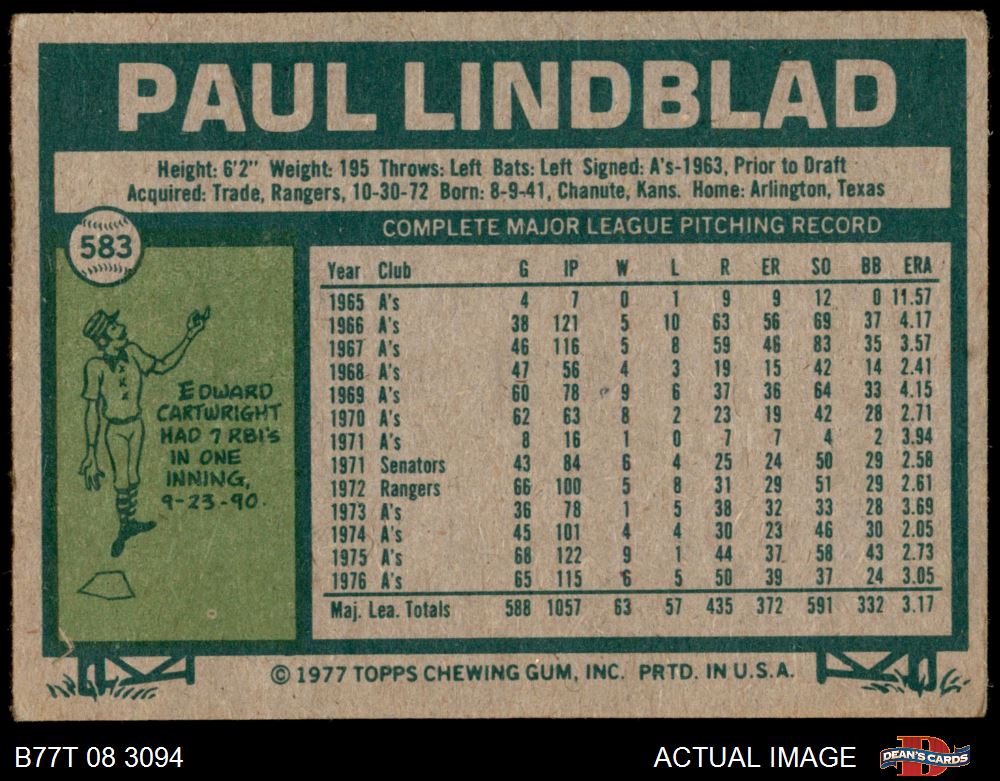 PAUL LINDBLAD
Height: 6'2" Weight: 195 Throws: Left Bats: Left Signed: A's-1963, Prior to Draft
Acquired: Trade, Rangers, 10-30-72 Born: 8-9-41, Chanute, Kans. Home: Arlington, Texas
583
COMPLETE MAJOR LEAGUE PITCHING RECORD
Year Club G IP W L R ER SO BB ERA
1965 A's 4 7 0 1 9 9 12 0 11.57
1966 A's 38 121 5 10 63 56 69 37 4.17
1967 A's 46 116 5 8 59 46 83 35 3.57
1968 A's 47 56 4 3 19 15 42 14 2.41
1969 A's 60 78 9 6 37 36 64 33 4.15
1970 A's 62 63 8 2 23 19 42 28 2.71
1971 A's 8 16 1 0 7 7 4 2 3.94
1971 Senators 43 84 6 4 25 24 50 29 2.58
1972 Rangers 66 100 5 8 31 29 51 29 2.61
1973 A's 36 78 1 5 38 32 33 28 3.69
1974 A's 45 101 4 4 30 23 46 30 2.05
1975 A's 68 122 9 1 44 37 58 43 2.73
1976 A's 65 115 6 5 50 39 37 24 3.05
Maj. Lea. Totals 588 1057 63 57 435 372 591 332 3.17
EDWARD
CARTWRIGHT
HAD 7 RBI'S
IN ONE
INNING,
9-23-90.
© 1977 TOPPS CHEWING GUM, INC. PRTD. IN U.S.A.
B77T 08 3094
ACTUAL IMAGE
DEAN'S CARDS